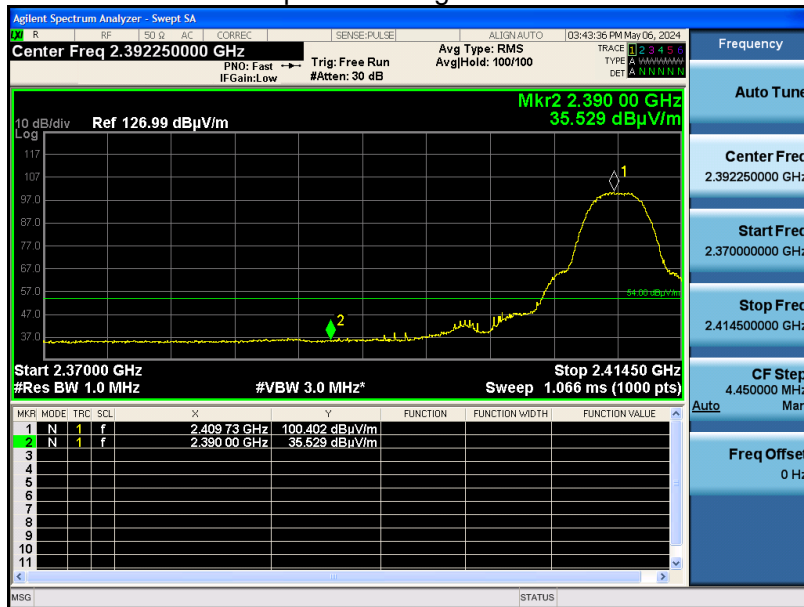 Agilent Spectrum Analyzer - Swept SA
LXI R RF 50 Ω AC CORREC SENSE:PULSE ALIGNAUTO 03:43:36 PM May 06, 2024
Center Freq 2.392250000 GHz
PNO: Fast
IFGain:Low
Trig: Free Run
#Atten: 30 dB
Avg Type: RMS
Avg|Hold: 100/100
TRACE 1 2 3 4 5 6
TYPE A WWWWW
DET A N N N N N
Mkr2 2.390 00 GHz
35.529 dBµV/m
10 dB/div Ref 126.99 dBµV/m
Log
117
107
97.0
87.0
77.0
67.0
57.0
47.0
37.0
1
2
54.00 dBµV/m
Start 2.37000 GHz Stop 2.41450 GHz
#Res BW 1.0 MHz #VBW 3.0 MHz* Sweep 1.066 ms (1000 pts)
MKR MODE TRC SCL X Y FUNCTION FUNCTION WIDTH FUNCTION VALUE
1 N 1 f 2.409 73 GHz 100.402 dBµV/m
2 N 1 f 2.390 00 GHz 35.529 dBµV/m
3
4
5
6
7
8
9
10
11
MSG STATUS
Frequency
Auto Tune
Center Freq
2.392250000 GHz
Start Freq
2.370000000 GHz
Stop Freq
2.414500000 GHz
CF Step
4.450000 MHz
Auto Man
Freq Offset
0 Hz